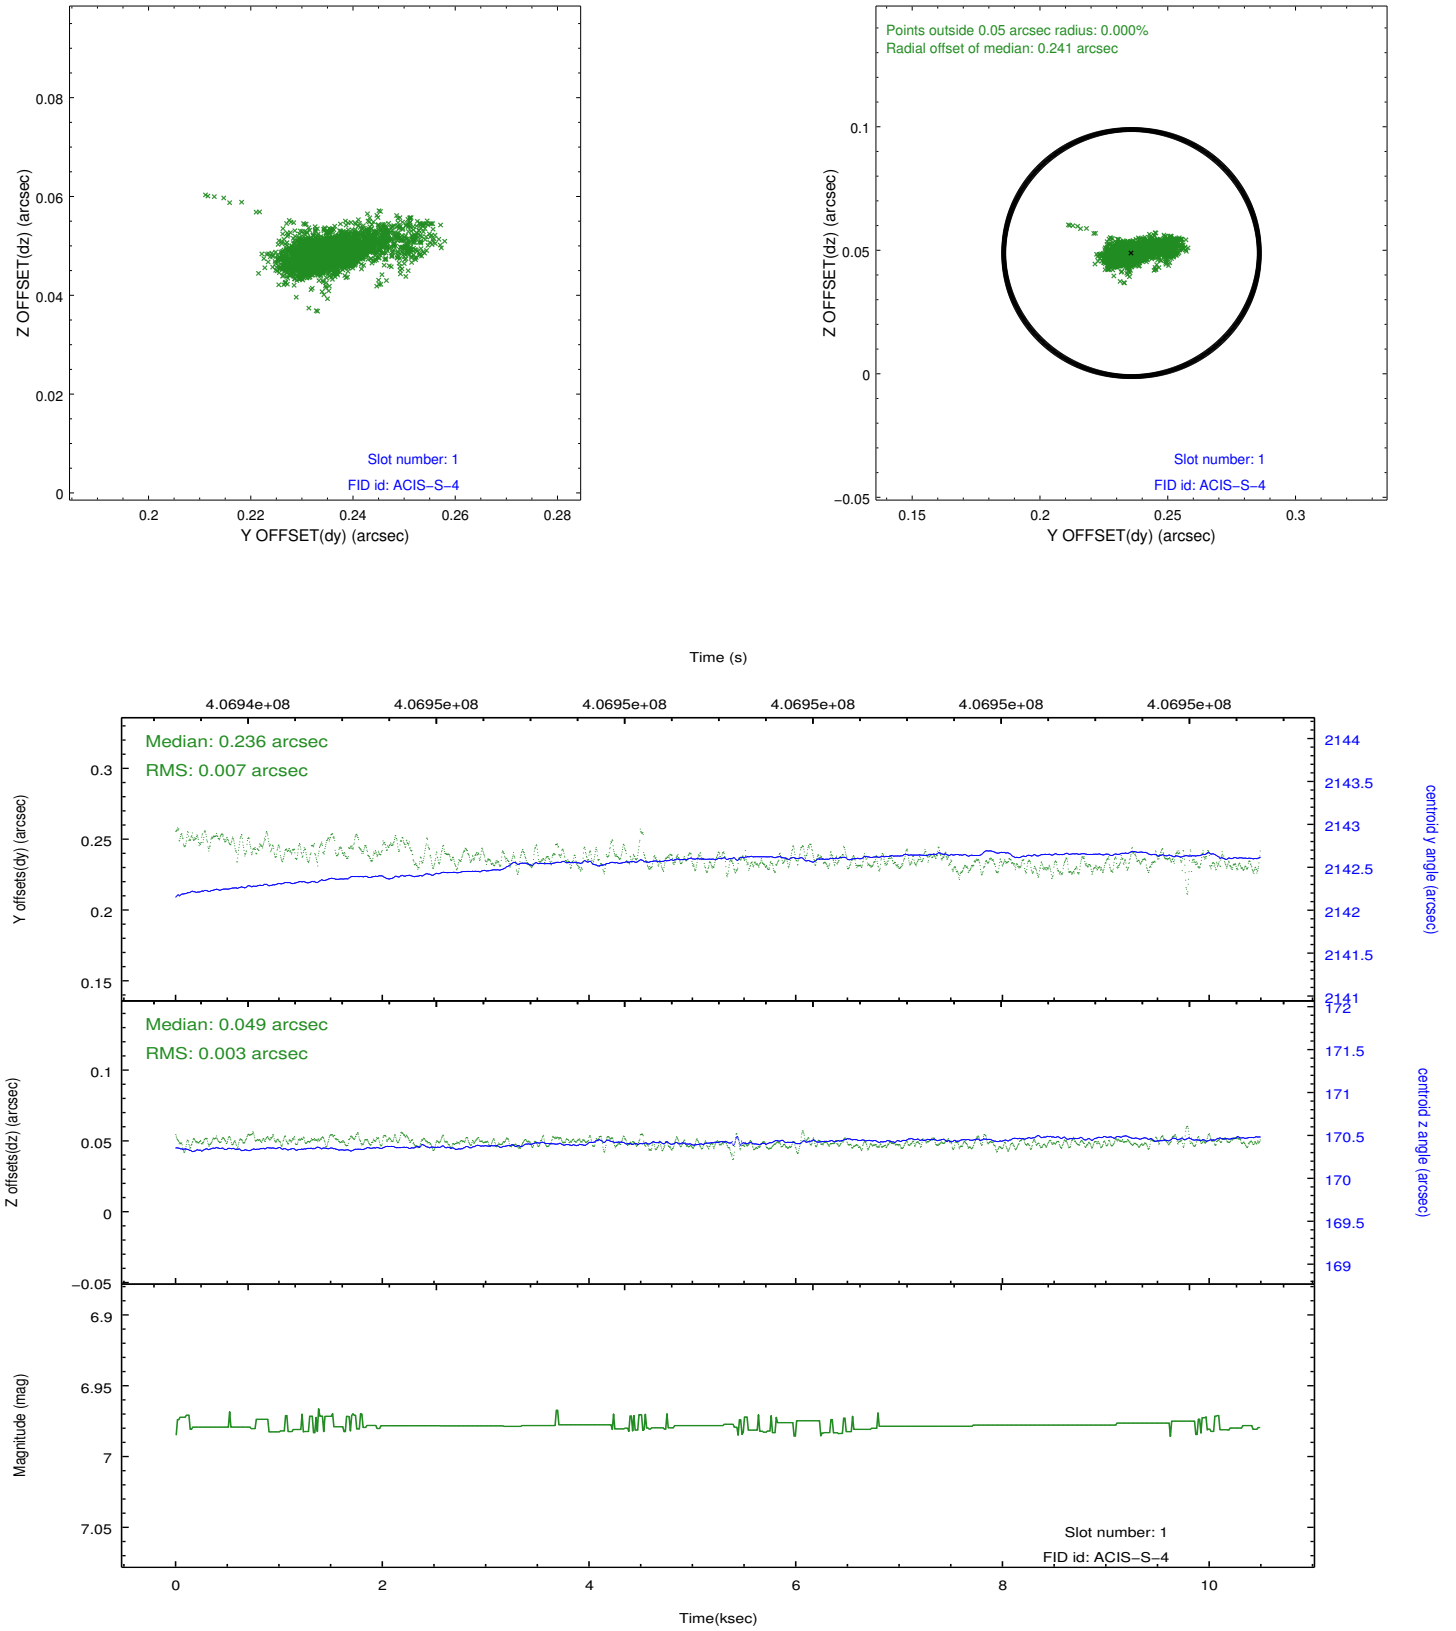 0.08
0.06
0.04
0.02
0
Z OFFSET(dz) (arcsec)
Slot number: 1
FID id: ACIS−S−4
0.2 0.22 0.24 0.26 0.28
Y OFFSET(dy) (arcsec)
Points outside 0.05 arcsec radius: 0.000%
Radial offset of median: 0.241 arcsec
0.1
0.05
0
−0.05
Z OFFSET(dz) (arcsec)
Slot number: 1
FID id: ACIS−S−4
0.15 0.2 0.25 0.3
Y OFFSET(dy) (arcsec)
Time (s)
4.0694e+08 4.0695e+08 4.0695e+08 4.0695e+08 4.0695e+08 4.0695e+08
Median: 0.236 arcsec
RMS: 0.007 arcsec
0.3
0.25
0.2
0.15
Y offsets(dy) (arcsec)
2144
2143.5
2143
2142.5
2142
2141.5
2141
centroid y angle (arcsec)
Median: 0.049 arcsec
RMS: 0.003 arcsec
0.1
0.05
0
−0.05
Z offsets(dz) (arcsec)
172
171.5
171
170.5
170
169.5
169
centroid z angle (arcsec)
6.9
6.95
7
7.05
Magnitude (mag)
Slot number: 1
FID id: ACIS−S−4
0 2 4 6 8 10
Time(ksec)